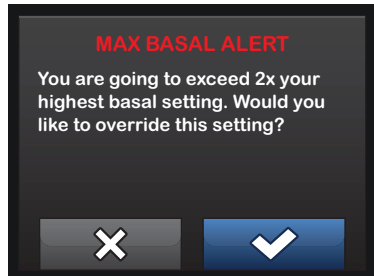 MAX BASAL ALERT
You are going to exceed 2x your
highest basal setting. Would you
like to override this setting?